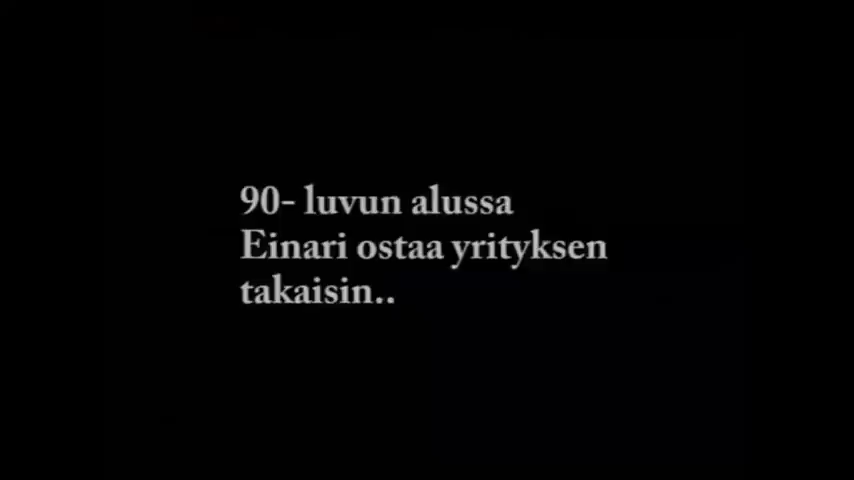 90- luvun alussa
Einari ostaa yrityksen
takaisin..